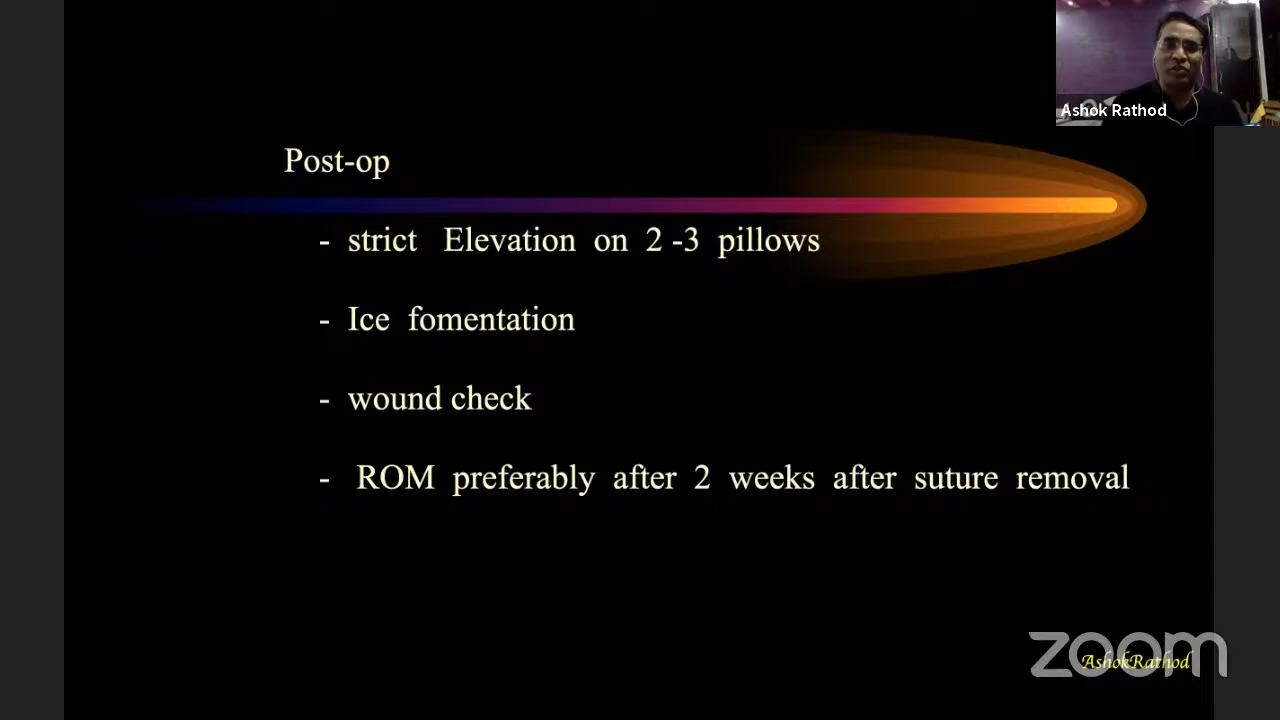 Ashok Rathod
Post-op
- strict Elevation on 2 -3 pillows
- Ice fomentation
- wound check
- ROM preferably after 2 weeks after suture removal
zoom
AshokRathod